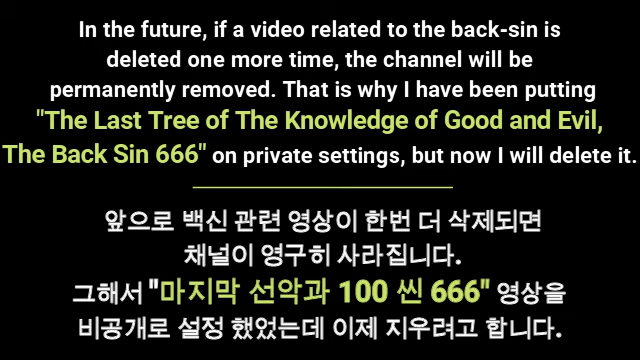 In the future, if a video related to the back-sin is
deleted one more time, the channel will be
permanently removed. That is why I have been putting
"The Last Tree of The Knowledge of Good and Evil,
The Back Sin 666" on private settings, but now I will delete it.
앞으로 백신 관련 영상이 한번 더 삭제되면
채널이 영구히 사라집니다.
그해서 "마지막 선악과 100 씬 666" 영상을
비공개로 설정 했었는데 이제 지우려고 합니다.